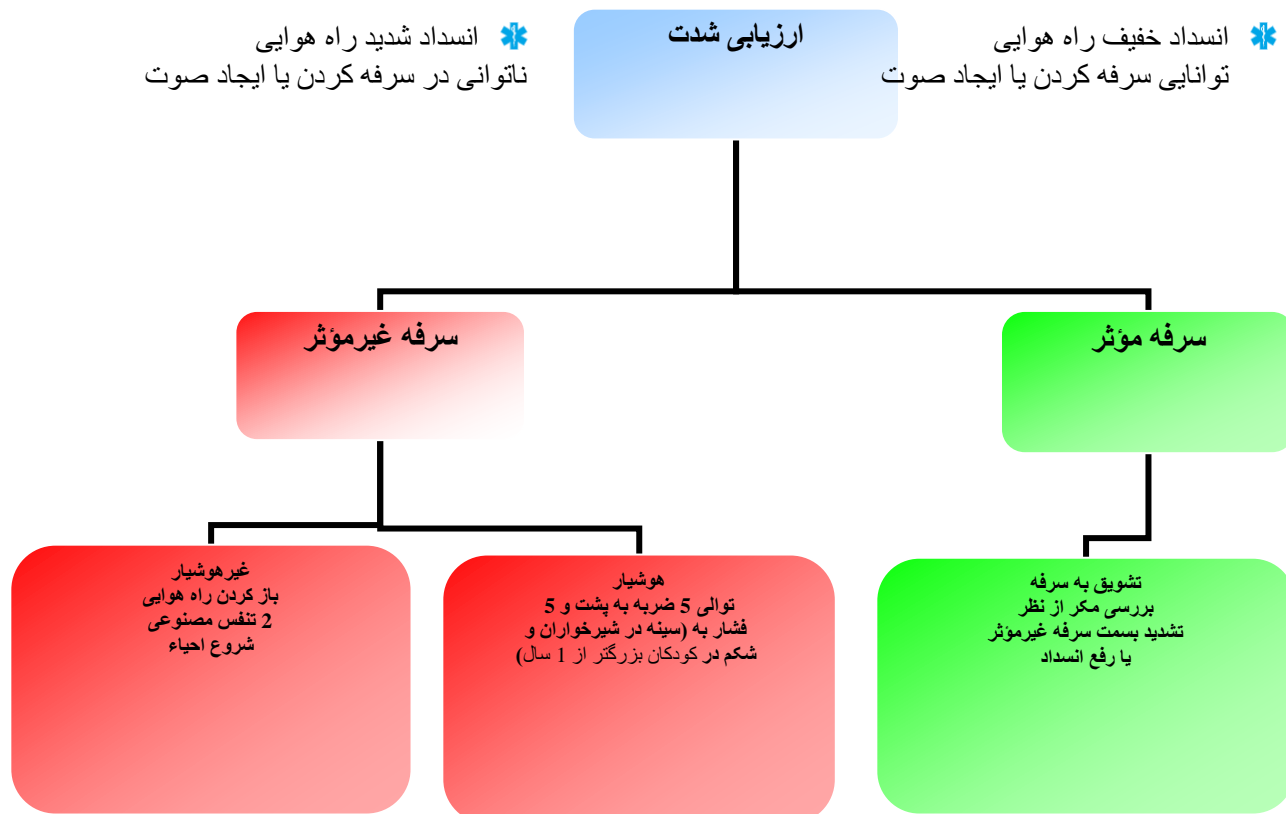 انسداد خفیف راه هوایی
توانایی سرفه کردن یا ایجاد صوت
ارزیابی شدت
انسداد شدید راه هوایی
ناتوانی در سرفه کردن یا ایجاد صوت
سرفه مؤثر
سرفه غیرمؤثر
تشویق به سرفه
بررسی مکر از نظر
تشدید بسمت سرفه غیرمؤثر
یا رفع انسداد
هوشیار
توالی 5 ضربه به پشت و 5
فشار به (سینه در شیرخواران و
شکم در کودکان بزرگتر از 1 سال)
غیرهوشیار
باز کردن راه هوایی
2 تنفس مصنوعی
شروع احیاء